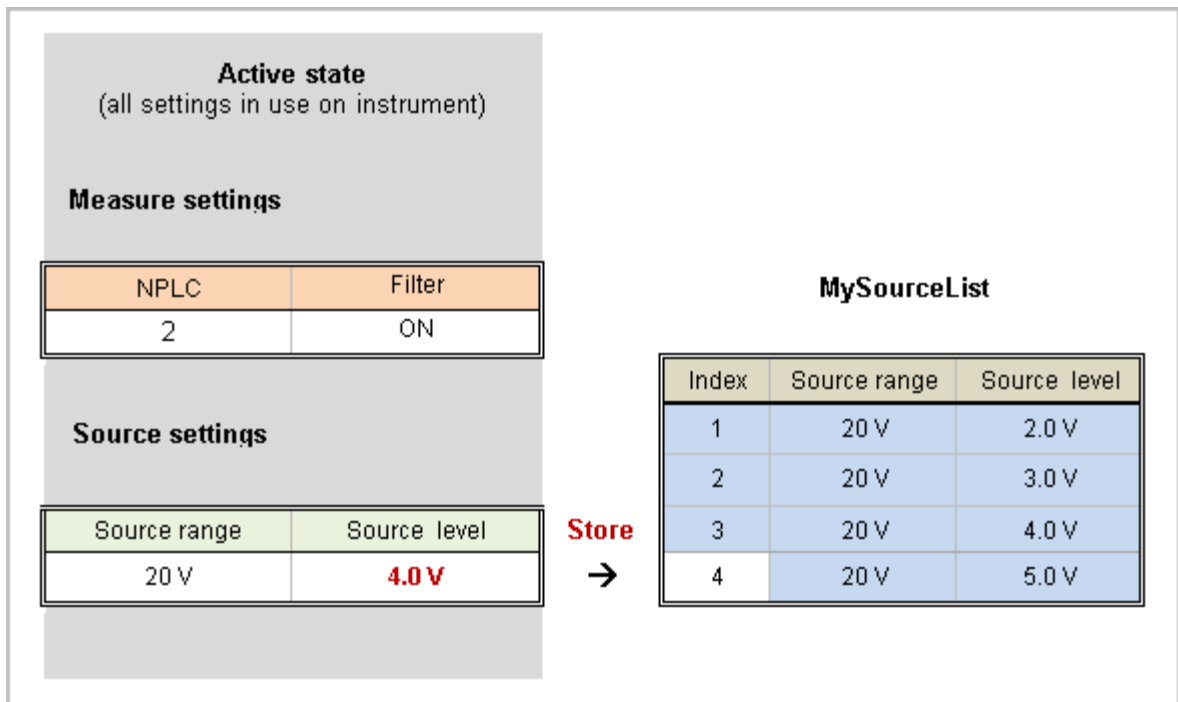 Active state
(all settings in use on instrument)
Measure settings
NPLC Filter
2 ON
Source settings
Source range Source level
20 V 4.0 V
Store
→
MySourceList
Index Source range Source level
1 20 V 2.0 V
2 20 V 3.0 V
3 20 V 4.0 V
4 20 V 5.0 V